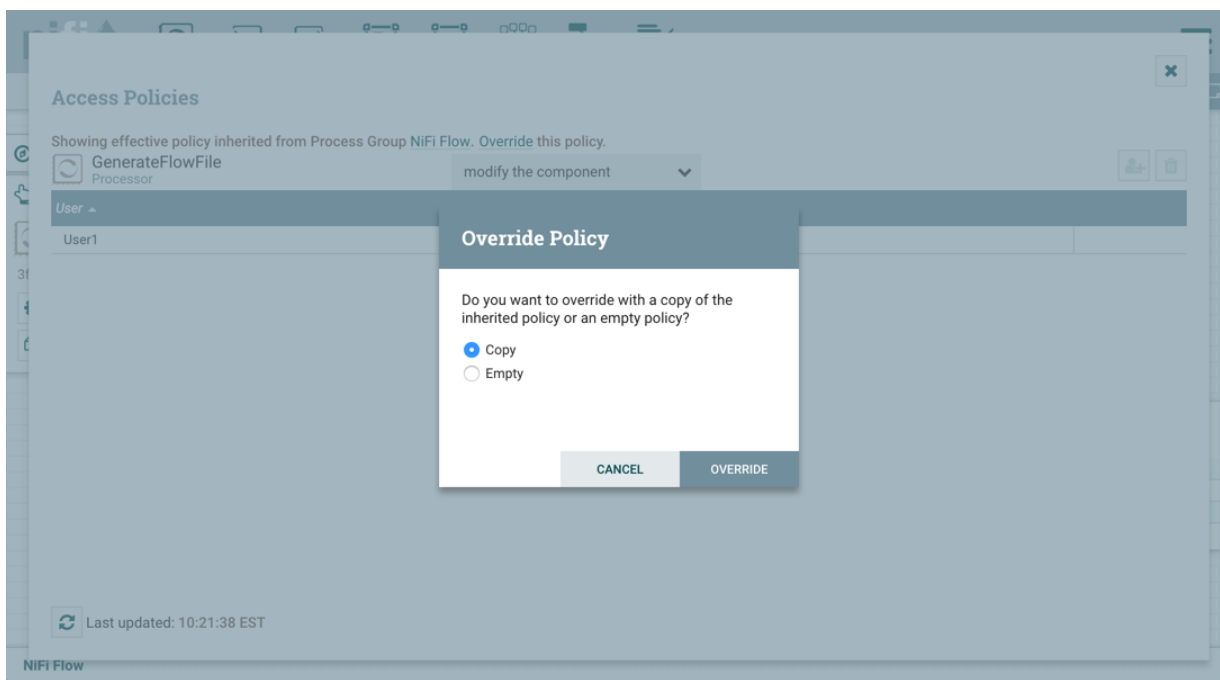 Access Policies
Showing effective policy inherited from Process Group NiFi Flow. Override this policy.
GenerateFlowFile
Processor
modify the component
User
User1
Override Policy
Do you want to override with a copy of the
inherited policy or an empty policy?
Copy
Empty
CANCEL
OVERRIDE
Last updated: 10:21:38 EST
NiFi Flow